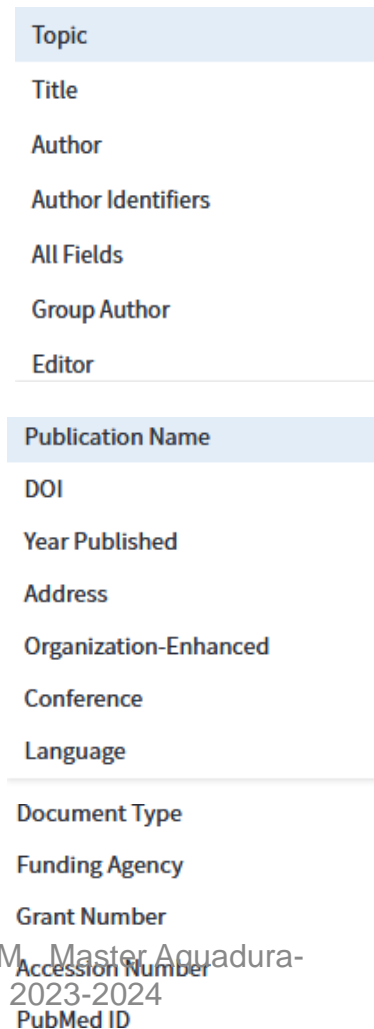 Topic
Title
Author
Author Identifiers
All Fields
Group Author
Editor
Publication Name
DOI
Year Published
Address
Organization-Enhanced
Conference
Language
Document Type
Funding Agency
Grant Number
M Master Aquadura-
Accession Number
2023-2024
PubMed ID